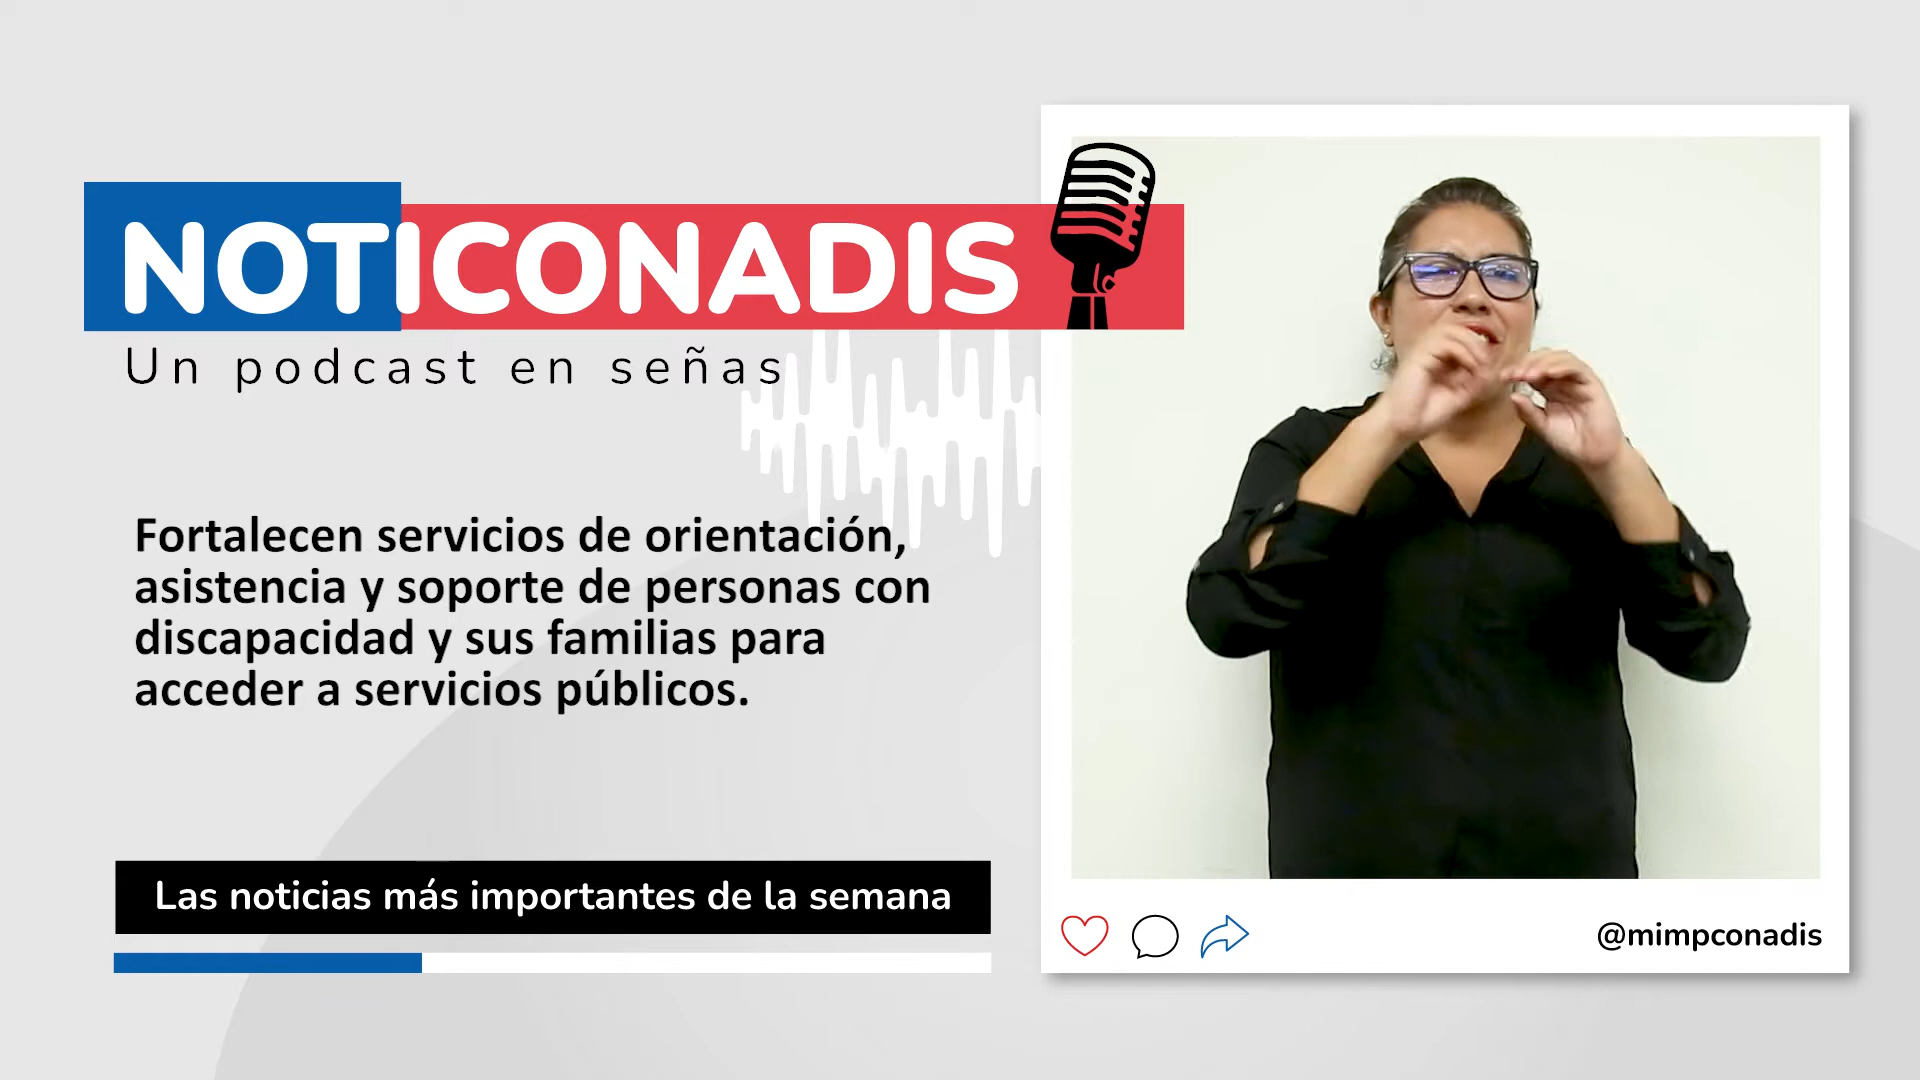 NOTICONADIS
Un podcast en señas
Fortalecen servicios de orientación,
asistencia y soporte de personas con
discapacidad y sus familias para
acceder a servicios públicos.
Las noticias más importantes de la semana
@mimpconadis